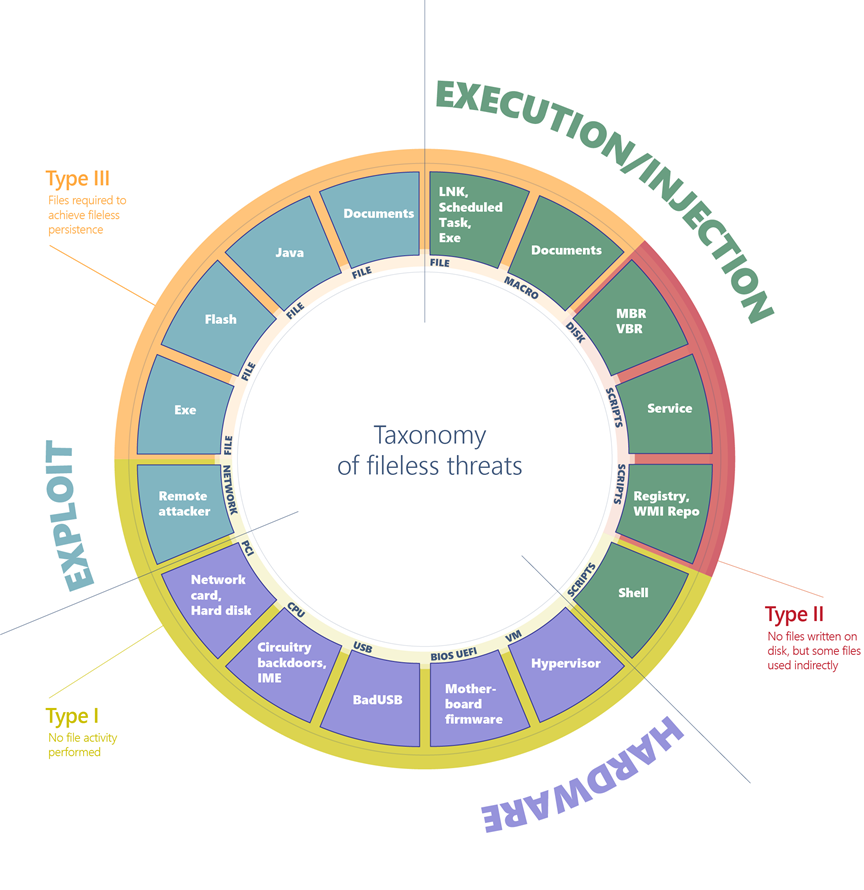 EXECUTION/INJECTION
Type III
Files required to
achieve fileless
persistence
Documents
LNK,
Scheduled
Task,
Exe
Documents
Java
FILE
FILE
MACRO
FILE
DISK
MBR
VBR
Flash
FILE
SCRIPTS
Service
Exe
FILE
Taxonomy
of fileless threats
EXPLOIT
Remote
attacker
NETWORK
SCRIPTS
Registry,
WMI Repo
PCI
SCRIPTS
Shell
Network
card,
Hard disk
CPU
USB
BIOS UEFI
VM
Circuitry
backdoors,
IME
BadUSB
Mother-
board
firmware
Hypervisor
Type II
No files written on
disk, but some files
used indirectly
Type I
No file activity
performed
HARDWARE